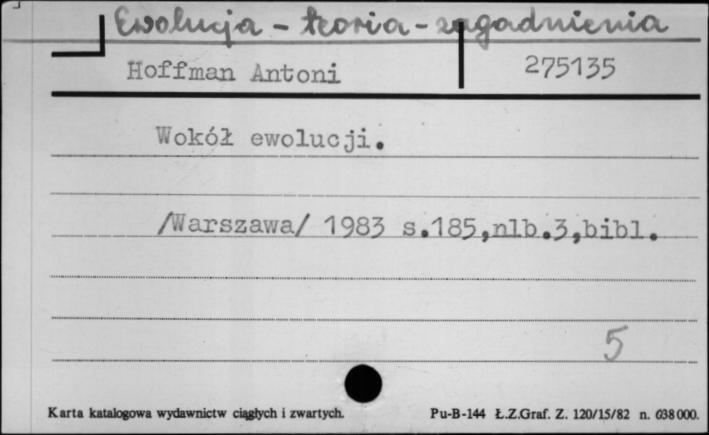 Ewolucja - teoria - zagadnienia
Hoffman Antoni 275135
Wokół ewolucji.
/Warszawa/ 1983 s.185,nlb.3,bibl.
5
Karta katalogowa wydawnictw ciągłych i zwartych. Pu-B-144 Ł.Z.Graf. Z. 120/15/82 n. 638000.